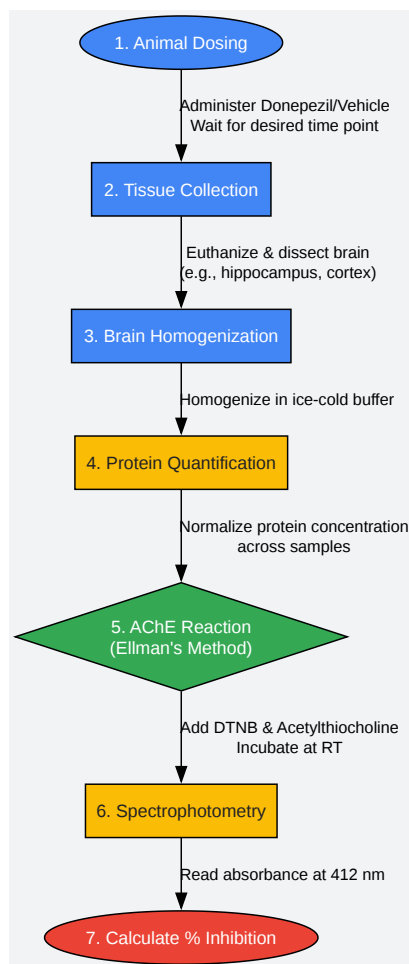 1. Animal Dosing
Administer Donepezil/Vehicle
Wait for desired time point
2. Tissue Collection
Euthanize & dissect brain
(e.g., hippocampus, cortex)
3. Brain Homogenization
Homogenize in ice-cold buffer
4. Protein Quantification
Normalize protein concentration
across samples
5. AChE Reaction
(Ellman's Method)
Add DTNB & Acetylthiocholine
Incubate at RT
6. Spectrophotometry
Read absorbance at 412 nm
7. Calculate % Inhibition